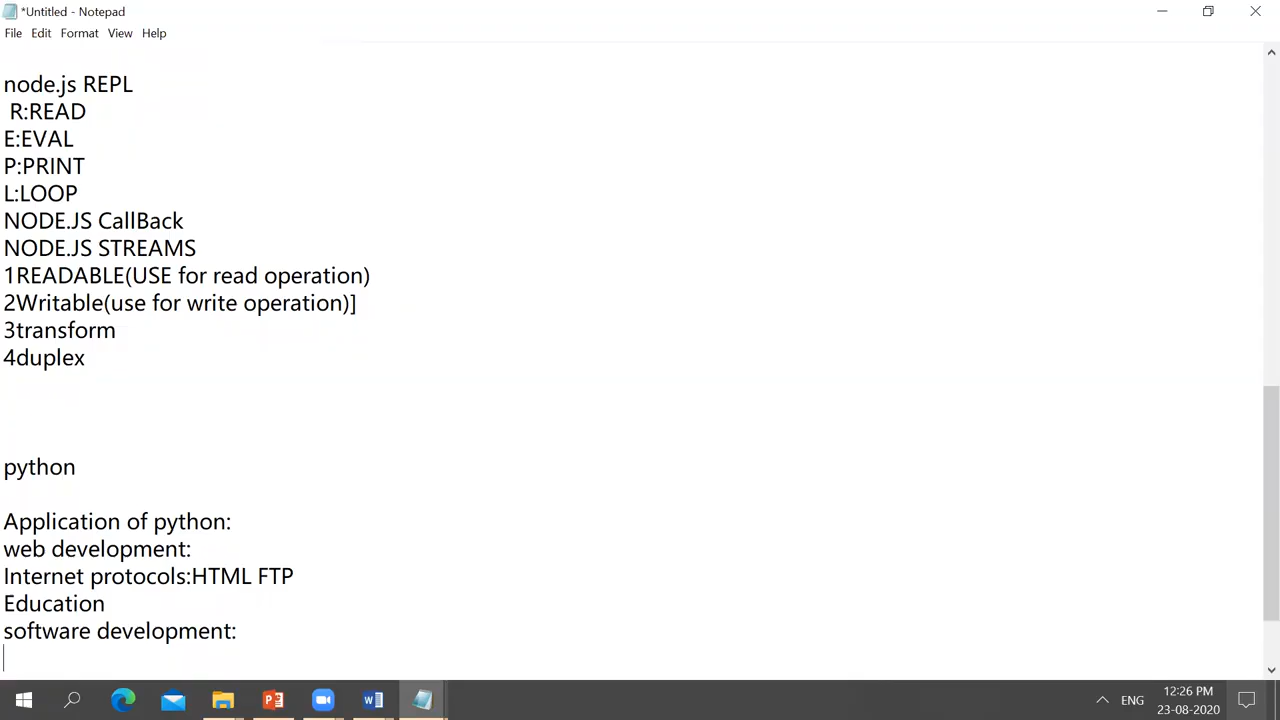 *Untitled - Notepad
File Edit Format View Help
node.js REPL
R:READ
E:EVAL
P:PRINT
L:LOOP
NODE.JS CallBack
NODE.JS STREAMS
1READABLE(USE for read operation)
2Writable(use for write operation)]
3transform
4duplex
python
Application of python:
web development:
Internet protocols:HTML FTP
Education
software development:
ENG
12:26 PM
23-08-2020